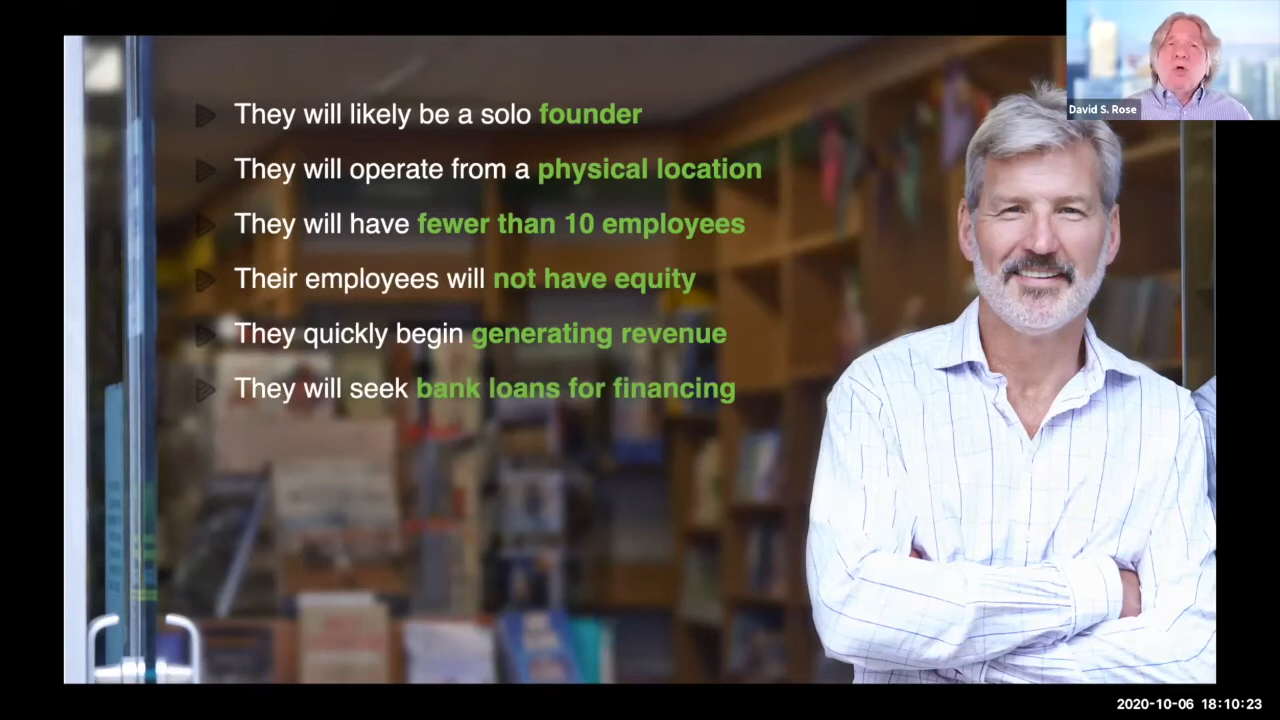 They will likely be a solo founder
They will operate from a physical location
They will have fewer than 10 employees
Their employees will not have equity
They quickly begin generating revenue
They will seek bank loans for financing
David S. Rose
2020-10-06 18:10:23